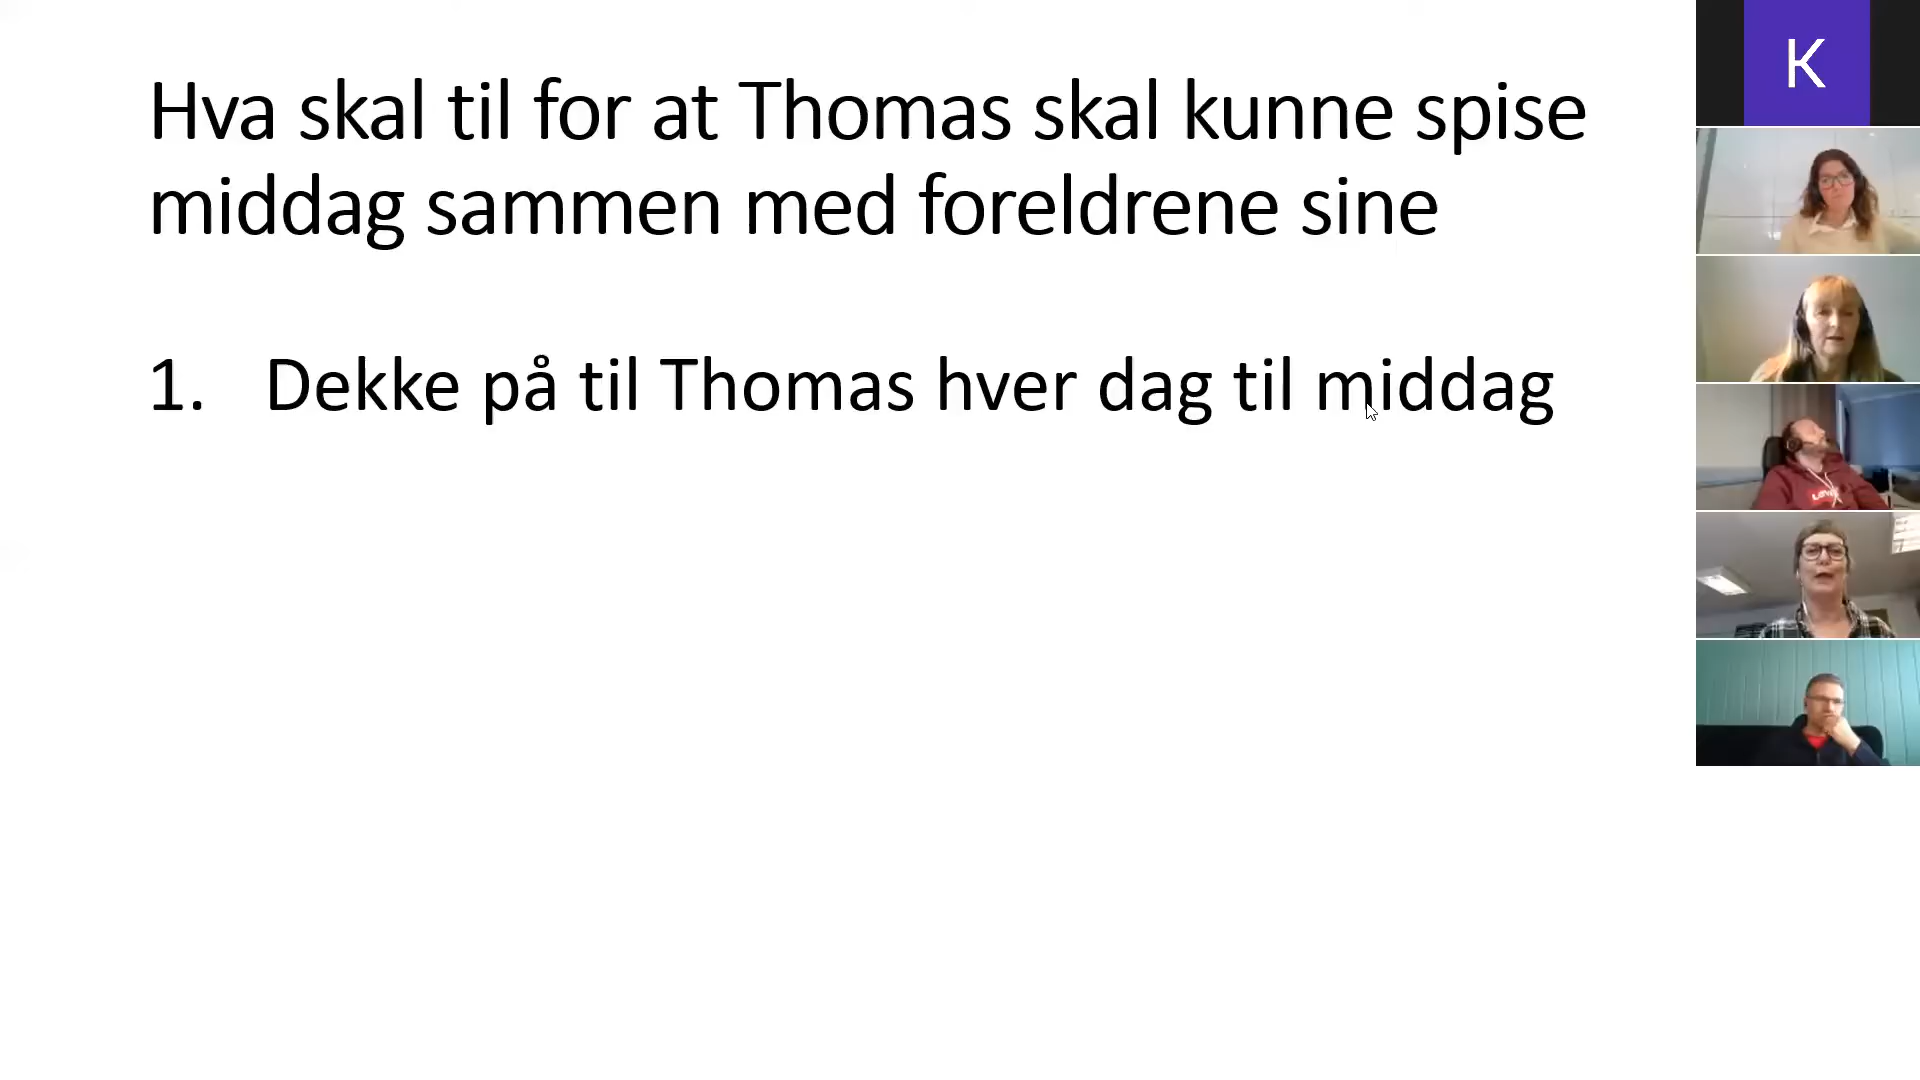 Hva skal til for at Thomas skal kunne spise
middag sammen med foreldrene sine
1. Dekke på til Thomas hver dag til middag
K